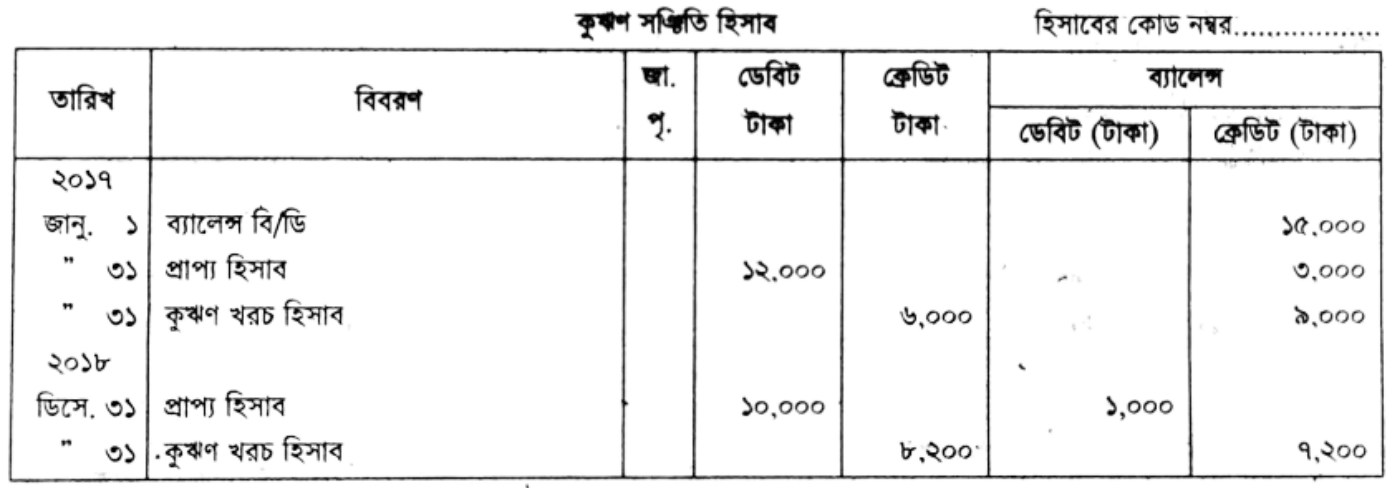 কুঋণ সঞ্চিতি হিসাব হিসাবের কোড নম্বর..................
তারিখ বিবরণ জা. পৃ. ডেবিট টাকা ক্রেডিট টাকা ব্যালেন্স
ডেবিট (টাকা) ক্রেডিট (টাকা)
২০১৭
জানু. ১ ব্যালেন্স বি/ডি ১৫,০০০
" ৩১ প্রাপ্য হিসাব ১২,০০০ ৩,০০০
" ৩১ কুঋণ খরচ হিসাব ৬,০০০ ৯,০০০
২০১৮
ডিসে. ৩১ প্রাপ্য হিসাব ১০,০০০ ১,০০০
" ৩১ কুঋণ খরচ হিসাব ৮,২০০ ৭,২০০